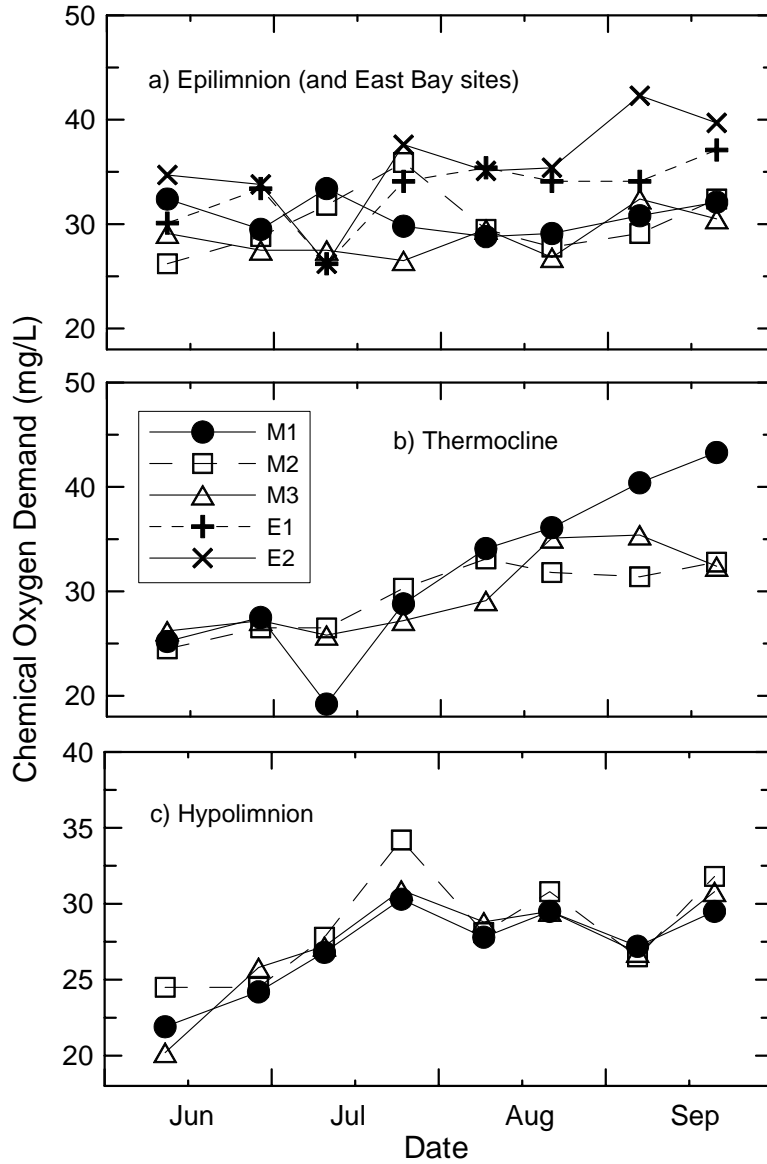 Chemical Oxygen Demand (mg/L)
50
40
30
20
a) Epilimnion (and East Bay sites)
50
40
30
20
b) Thermocline
M1
M2
M3
E1
E2
40
35
30
25
20
c) Hypolimnion
Jun Jul Aug Sep
Date